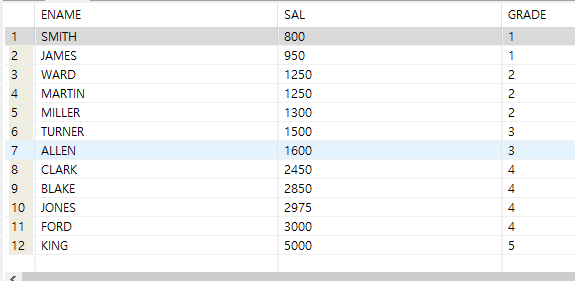 ENAME SAL GRADE
1 SMITH 800 1
2 JAMES 950 1
3 WARD 1250 2
4 MARTIN 1250 2
5 MILLER 1300 2
6 TURNER 1500 3
7 ALLEN 1600 3
8 CLARK 2450 4
9 BLAKE 2850 4
10 JONES 2975 4
11 FORD 3000 4
12 KING 5000 5